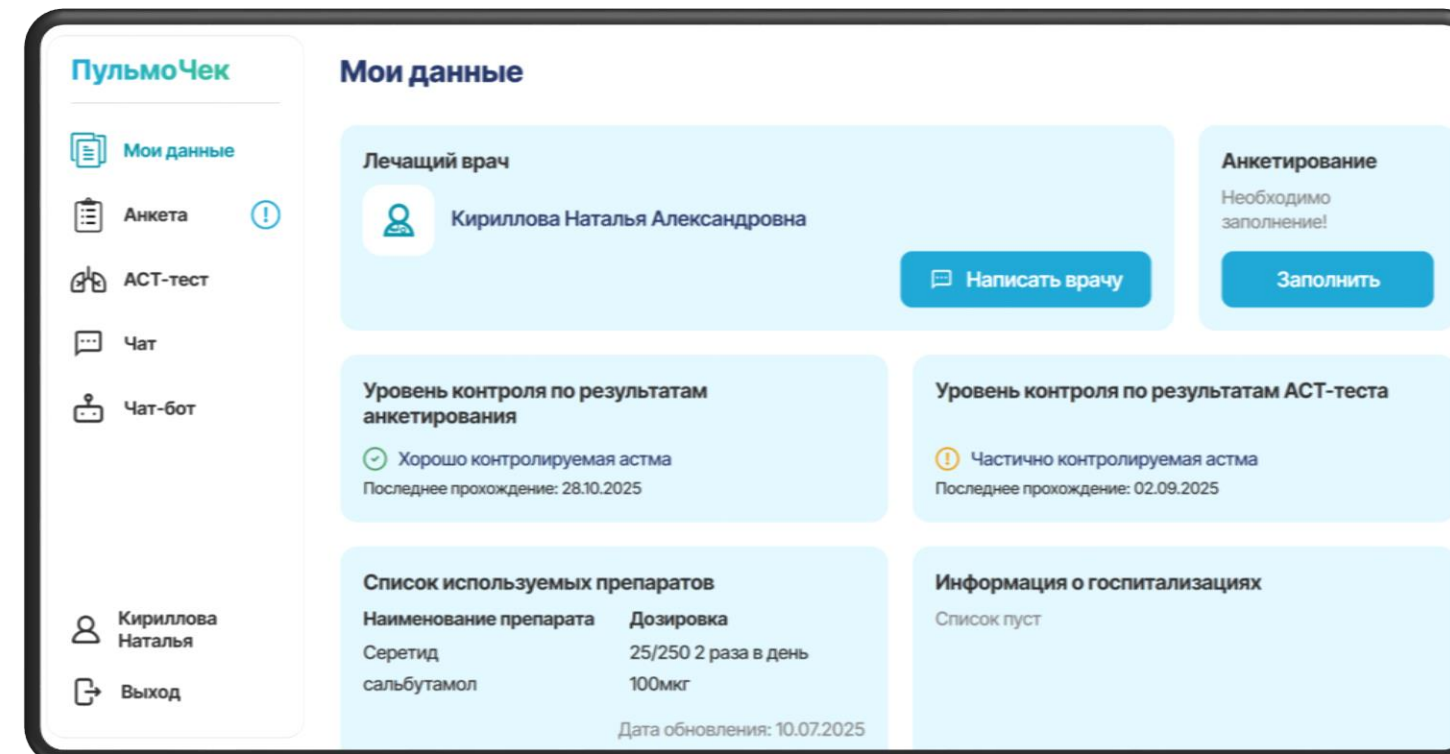 ПульмоЧек
Мои данные
Анкета
АСТ-тест
Чат
Чат-бот
Кириллова
Наталья
Выход
Мои данные
Лечащий врач
Кириллова Наталья Александровна
Написать врачу
Анкетирование
Необходимо
заполнение!
Заполнить
Уровень контроля по результатам
анкетирования
Хорошо контролируемая астма
Последнее прохождение: 28.10.2025
Уровень контроля по результатам АСТ-теста
Частично контролируемая астма
Последнее прохождение: 02.09.2025
Список используемых препаратов
Наименование препарата Дозировка
Серетид 25/250 2 раза в день
сальбутамол 100мкг
Дата обновления: 10.07.2025
Информация о госпитализациях
Список пуст